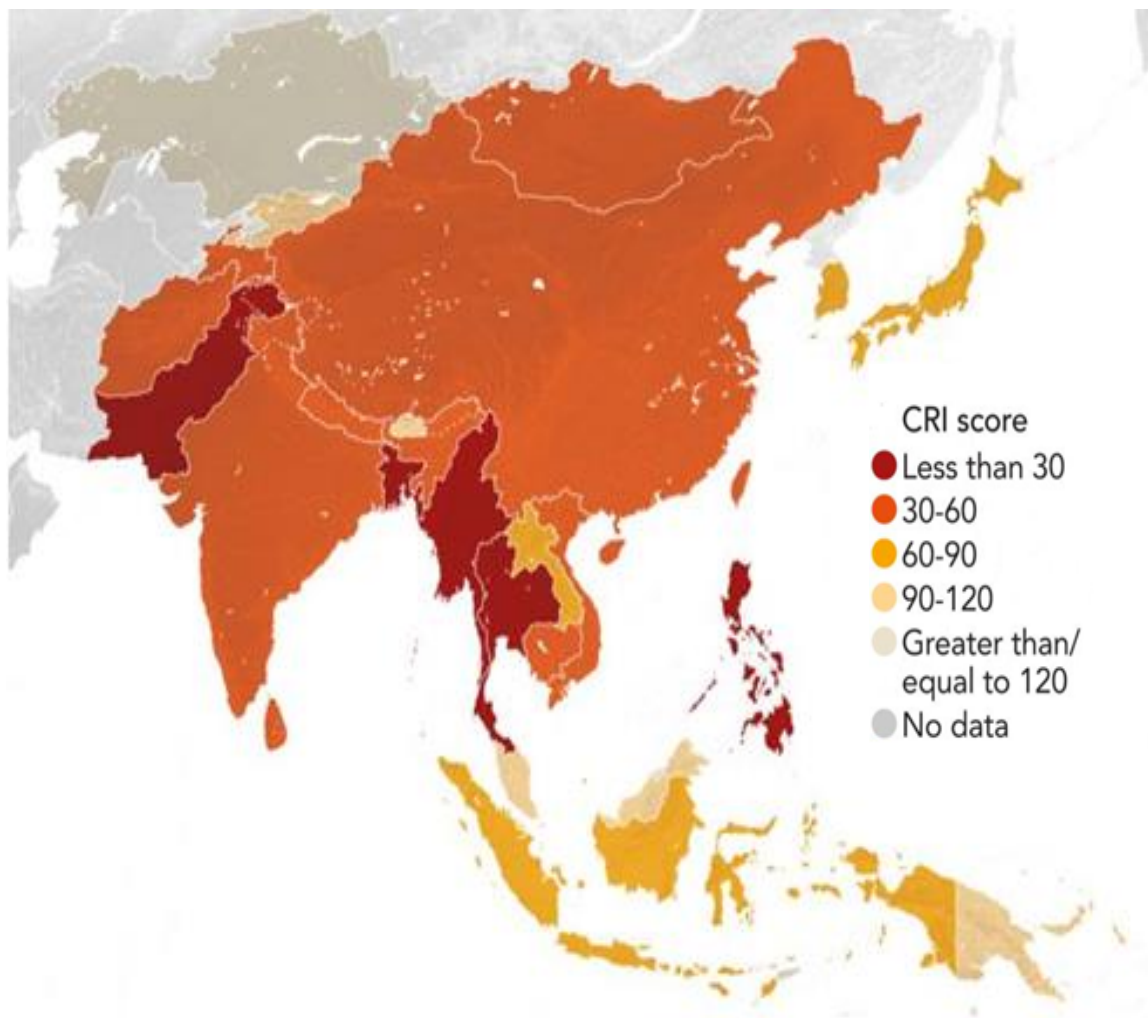 CRI score
Less than 30
30-60
60-90
90-120
Greater than/
equal to 120
No data